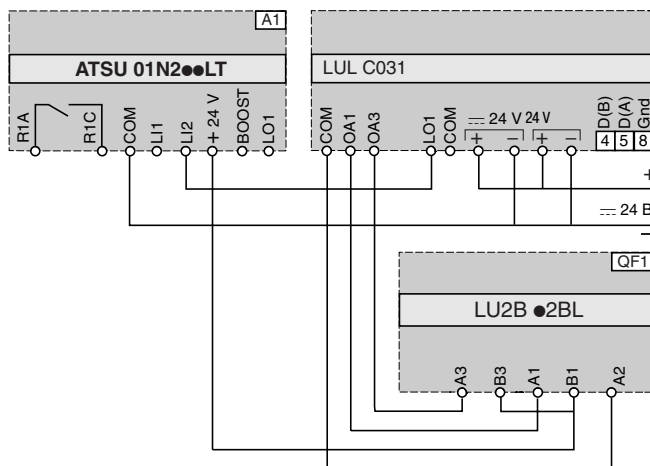 A1
ATSU 01N2●●LT
LUL C031
R1A
R1C
COM
LI1
LI2
+ 24 V
BOOST
LO1
COM
OA1
OA3
LO1
COM
24 V 24 V
+ − + −
D(B)
D(A)
Gnd
4 5 8
+
24 B
−
QF1
LU2B ●2BL
A3
B3
A1
B1
A2